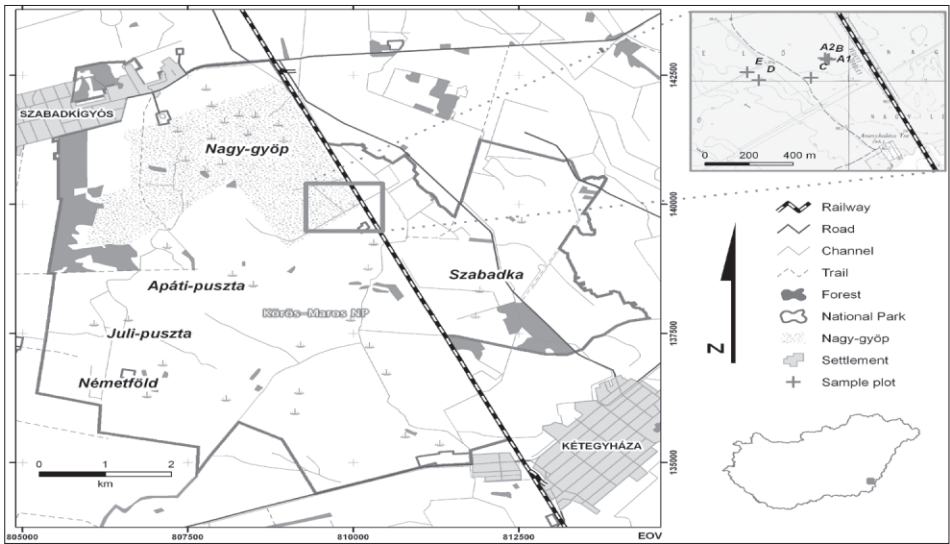 SZABADKÍGYÓS
Nagy-gyöp
Szabadka
Apáti-puszta
Körös-Maros NP
Juli-puszta
Németföld
KÉTEGYHÁZA
0 1 2
km
805000 807500 810000 812500 EOV
142500
140000
137500
135000
A2 B
A1
C
E
D
0 200 400 m
Railway
Road
Channel
Trail
Forest
National Park
Nagy-gyöp
Settlement
Sample plot
N